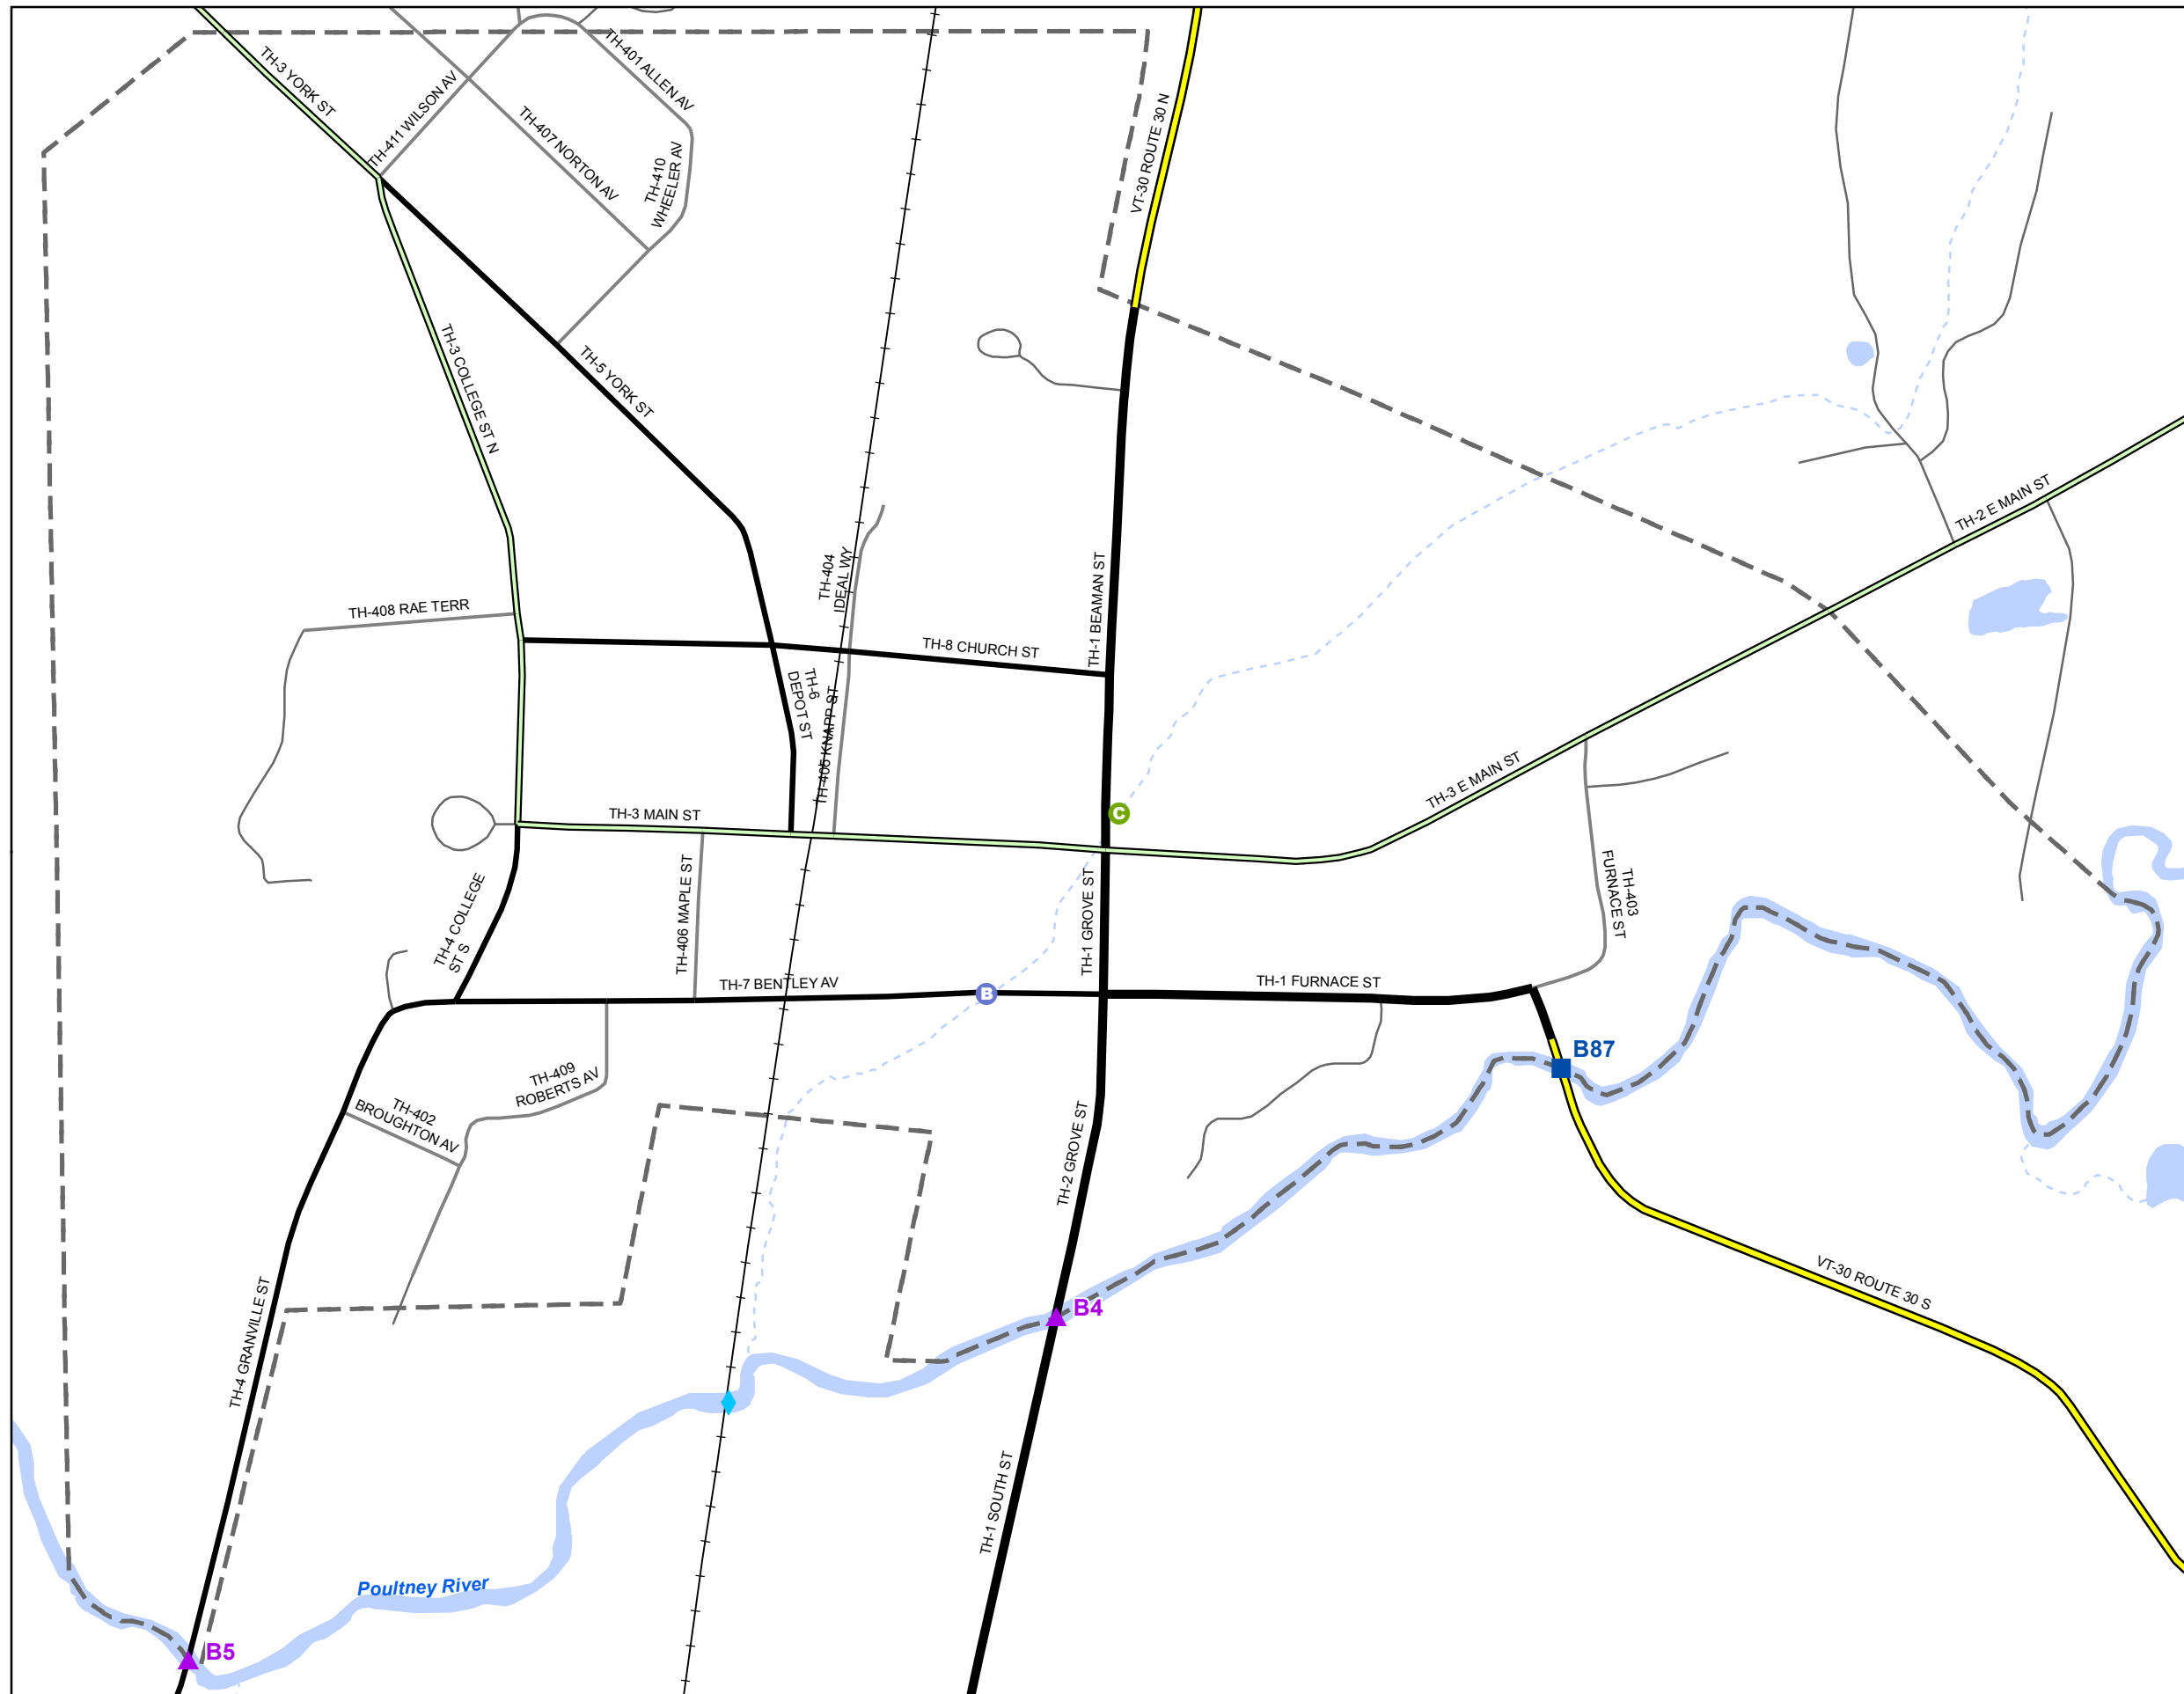 TH-3 YORK ST
TH-411 WILSON AV
TH-401 ALLEN AV
TH-407 NORTON AV
TH-410
WHEELER AV
VT-30 ROUTE 30 N
TH-3 COLLEGE ST N
TH-5 YORK ST
TH-2 E MAIN ST
TH-404
IDEAL WY
TH-1 BEAMAN ST
TH-408 RAE TERR
TH-8 CHURCH ST
TH-6
DEPOT ST
TH-405 KNAPP ST
TH-3 E MAIN ST
TH-3 MAIN ST
C
TH-4 COLLEGE
ST S
TH-406 MAPLE ST
TH-1 GROVE ST
TH-403
FURNACE ST
TH-7 BENTLEY AV
B
TH-1 FURNACE ST
B87
TH-409
ROBERTS AV
TH-402
BROUGHTON AV
TH-2 GROVE ST
VT-30 ROUTE 30 S
B4
TH-4 GRANVILLE ST
TH-1 SOUTH ST
Poultney River
B5